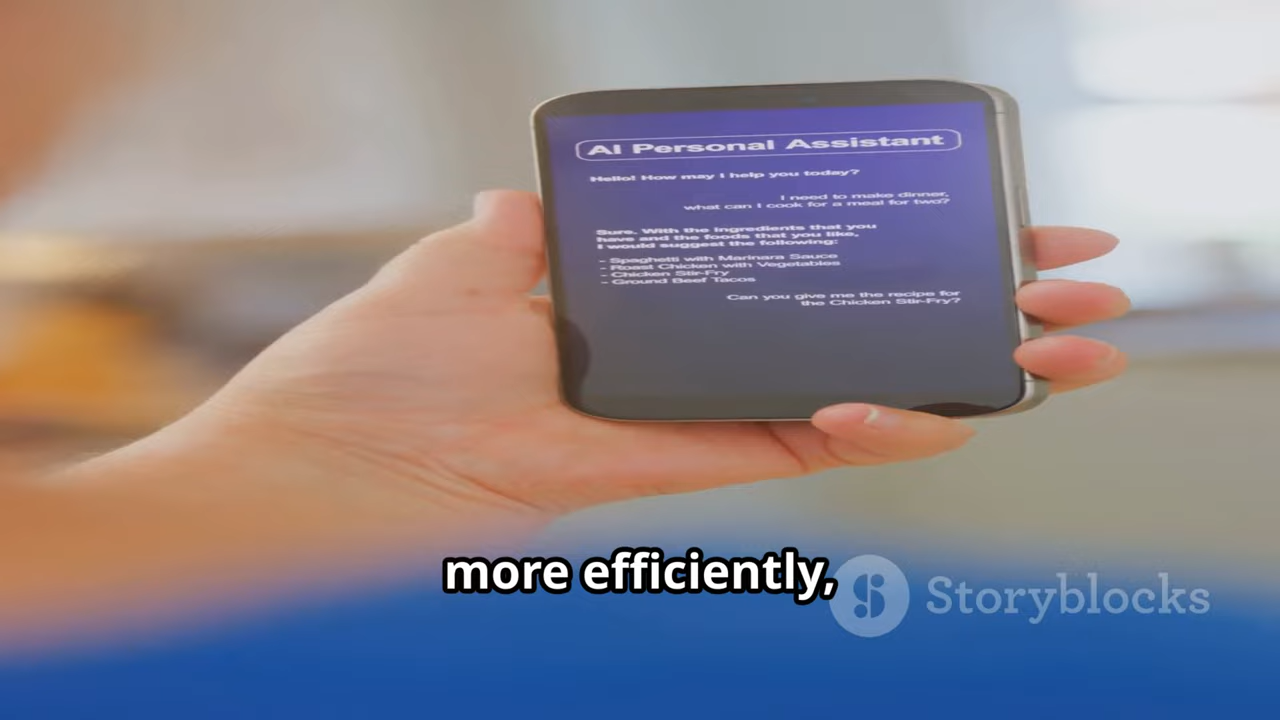 AI Personal Assistant
Hello! How may I help you today?
I need to make dinner,
what can I cook for a meal for two?
Sure. With the ingredients that you
have and the foods that you like,
I would suggest the following:
- Spaghetti with Marinara Sauce
- Roast Chicken with Vegetables
- Chicken Stir-Fry
- Ground Beef Tacos
Can you give me the recipe for
the Chicken Stir-Fry?
more efficiently,
Storyblocks